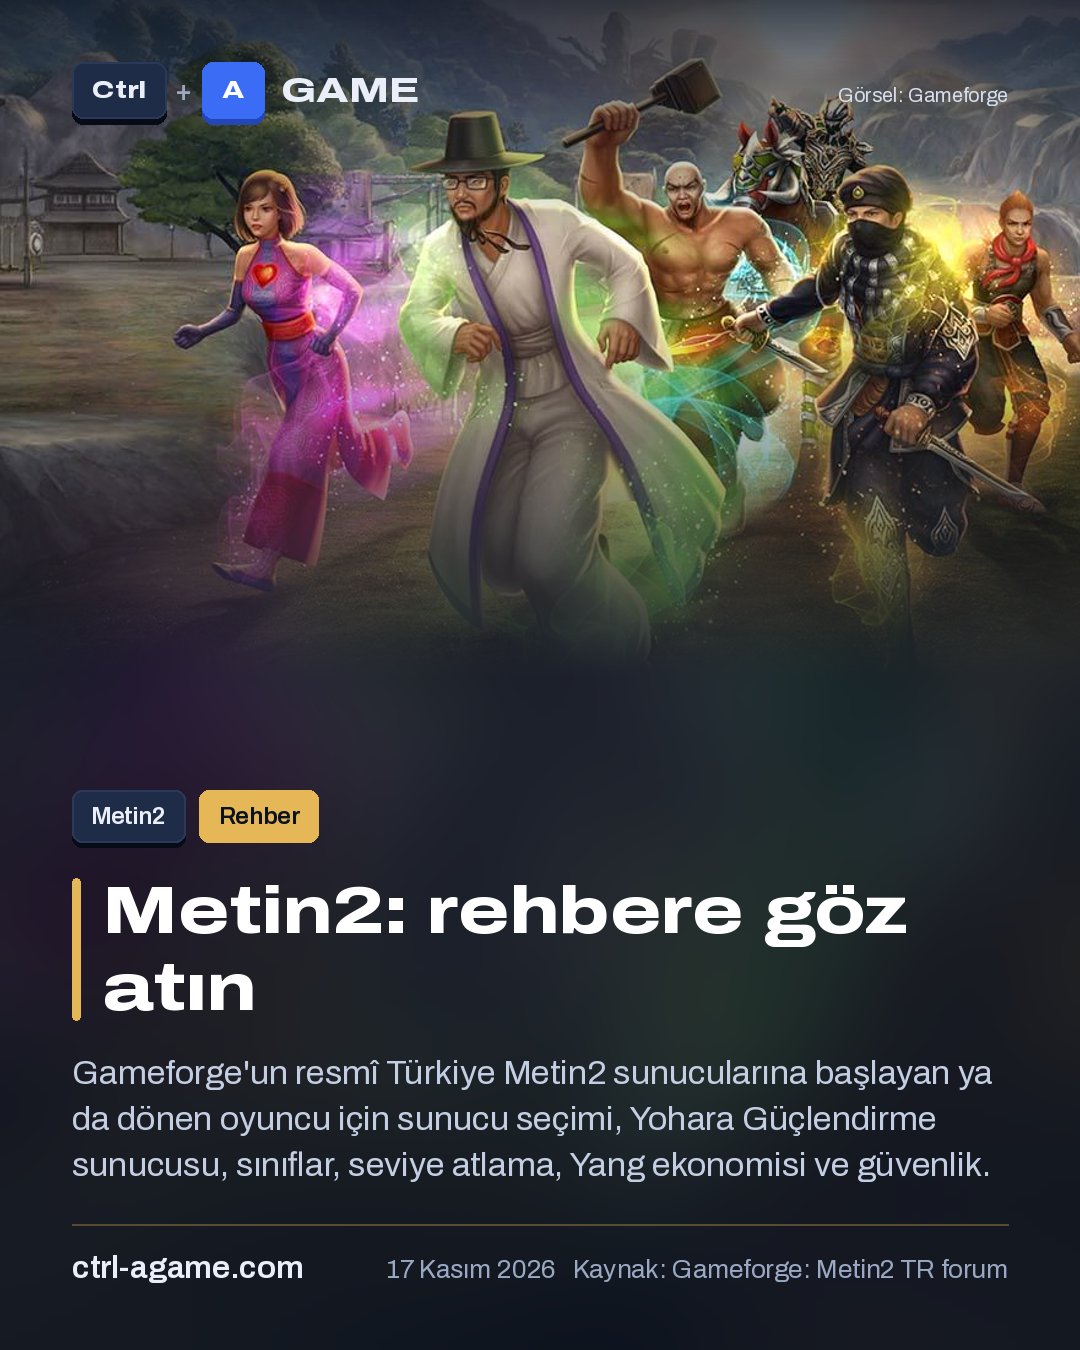 Ctrl + A GAME
Görsel: Gameforge
Metin2 Rehber
Metin2: rehbere göz
atın
Gameforge'un resmî Türkiye Metin2 sunucularına başlayan ya
da dönen oyuncu için sunucu seçimi, Yohara Güçlendirme
sunucusu, sınıflar, seviye atlama, Yang ekonomisi ve güvenlik.
ctrl-agame.com 17 Kasım 2026 Kaynak: Gameforge: Metin2 TR forum